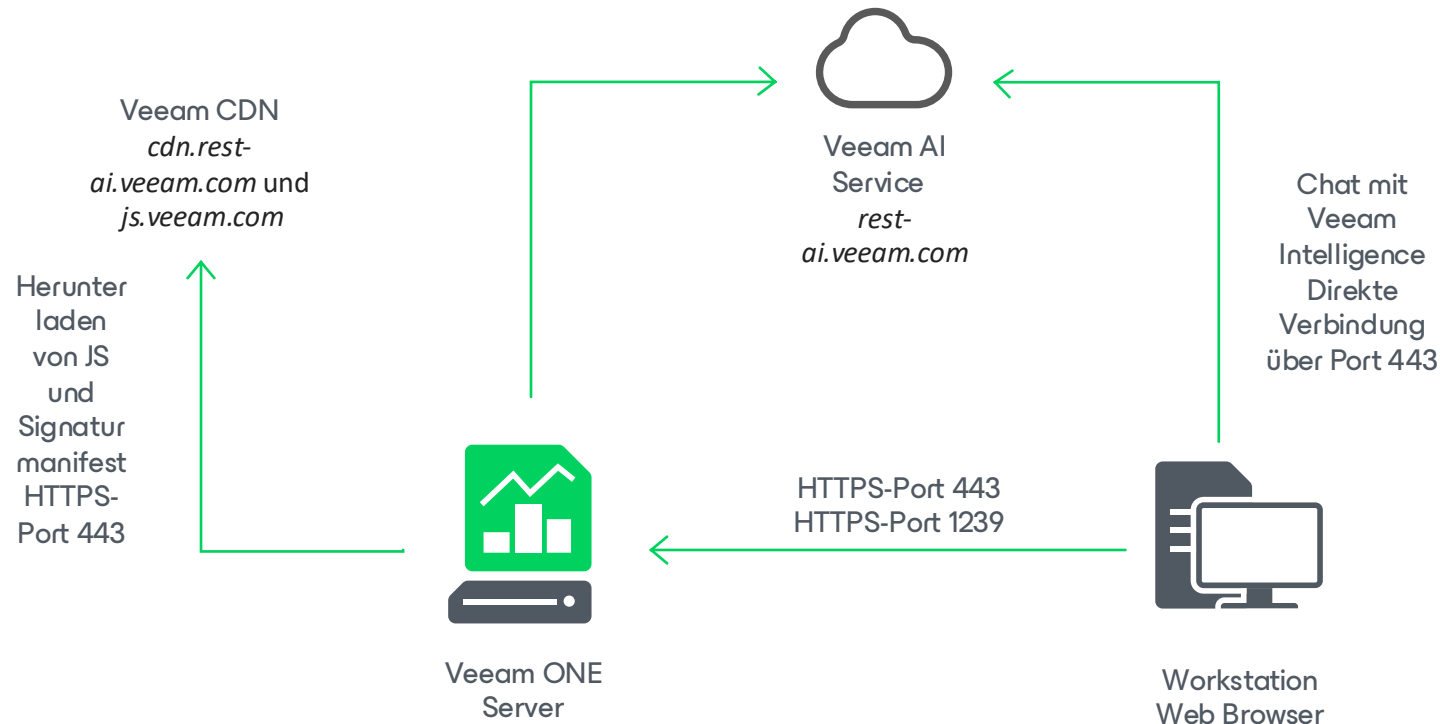 Veeam CDN
cdn.rest-
ai.veeam.com und
js.veeam.com
Herunter
laden
von JS
und
Signatur
manifest
HTTPS-
Port 443
Veeam AI
Service
rest-
ai.veeam.com
Chat mit
Veeam
Intelligence
Direkte
Verbindung
über Port 443
HTTPS-Port 443
HTTPS-Port 1239
Veeam ONE
Server
Workstation
Web Browser